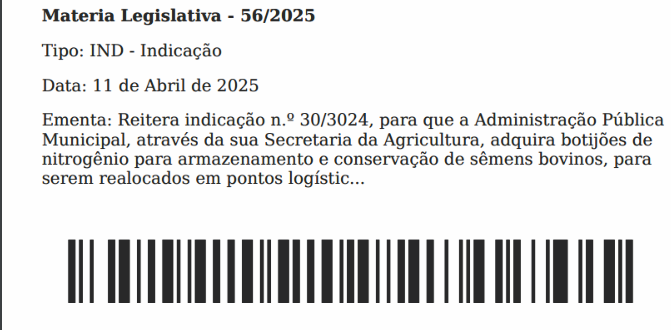 Materia Legislativa - 56/2025
Tipo: IND - Indicação
Data: 11 de Abril de 2025
Ementa: Reitera indicação n.º 30/3024, para que a Administração Pública
Municipal, através da sua Secretaria da Agricultura, adquira botijões de
nitrogênio para armazenamento e conservação de sêmens bovinos, para
serem realocados em pontos logístic...